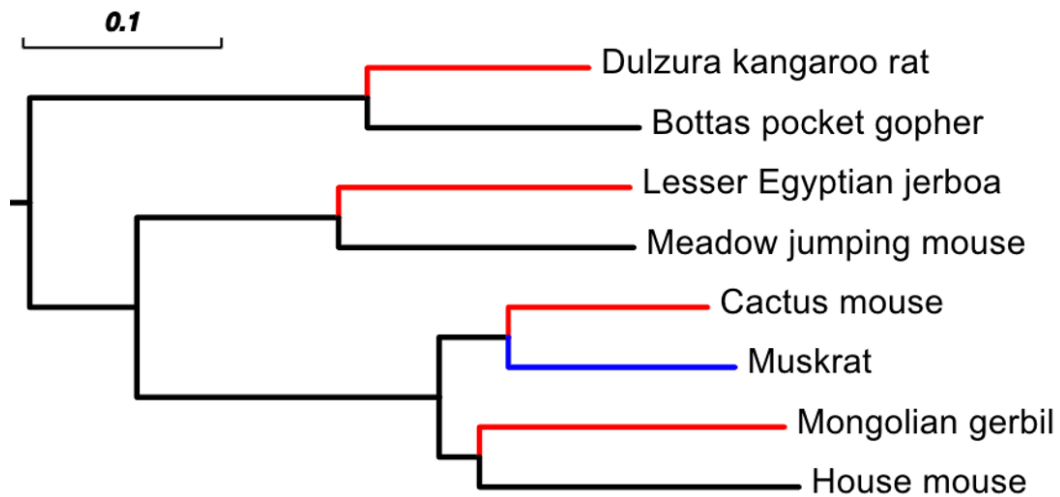 0.1
Dulzura kangaroo rat
Bottas pocket gopher
Lesser Egyptian jerboa
Meadow jumping mouse
Cactus mouse
Muskrat
Mongolian gerbil
House mouse